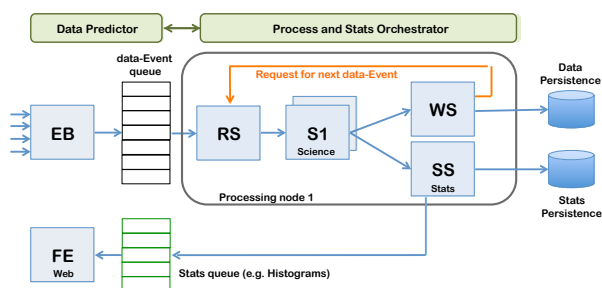 Data Predictor
Process and Stats Orchestrator
data-Event
queue
Request for next data-Event
Data
Persistence
EB
RS
S1
Science
WS
SS
Stats
Stats
Persistence
Processing node 1
FE
Web
Stats queue (e.g. Histograms)